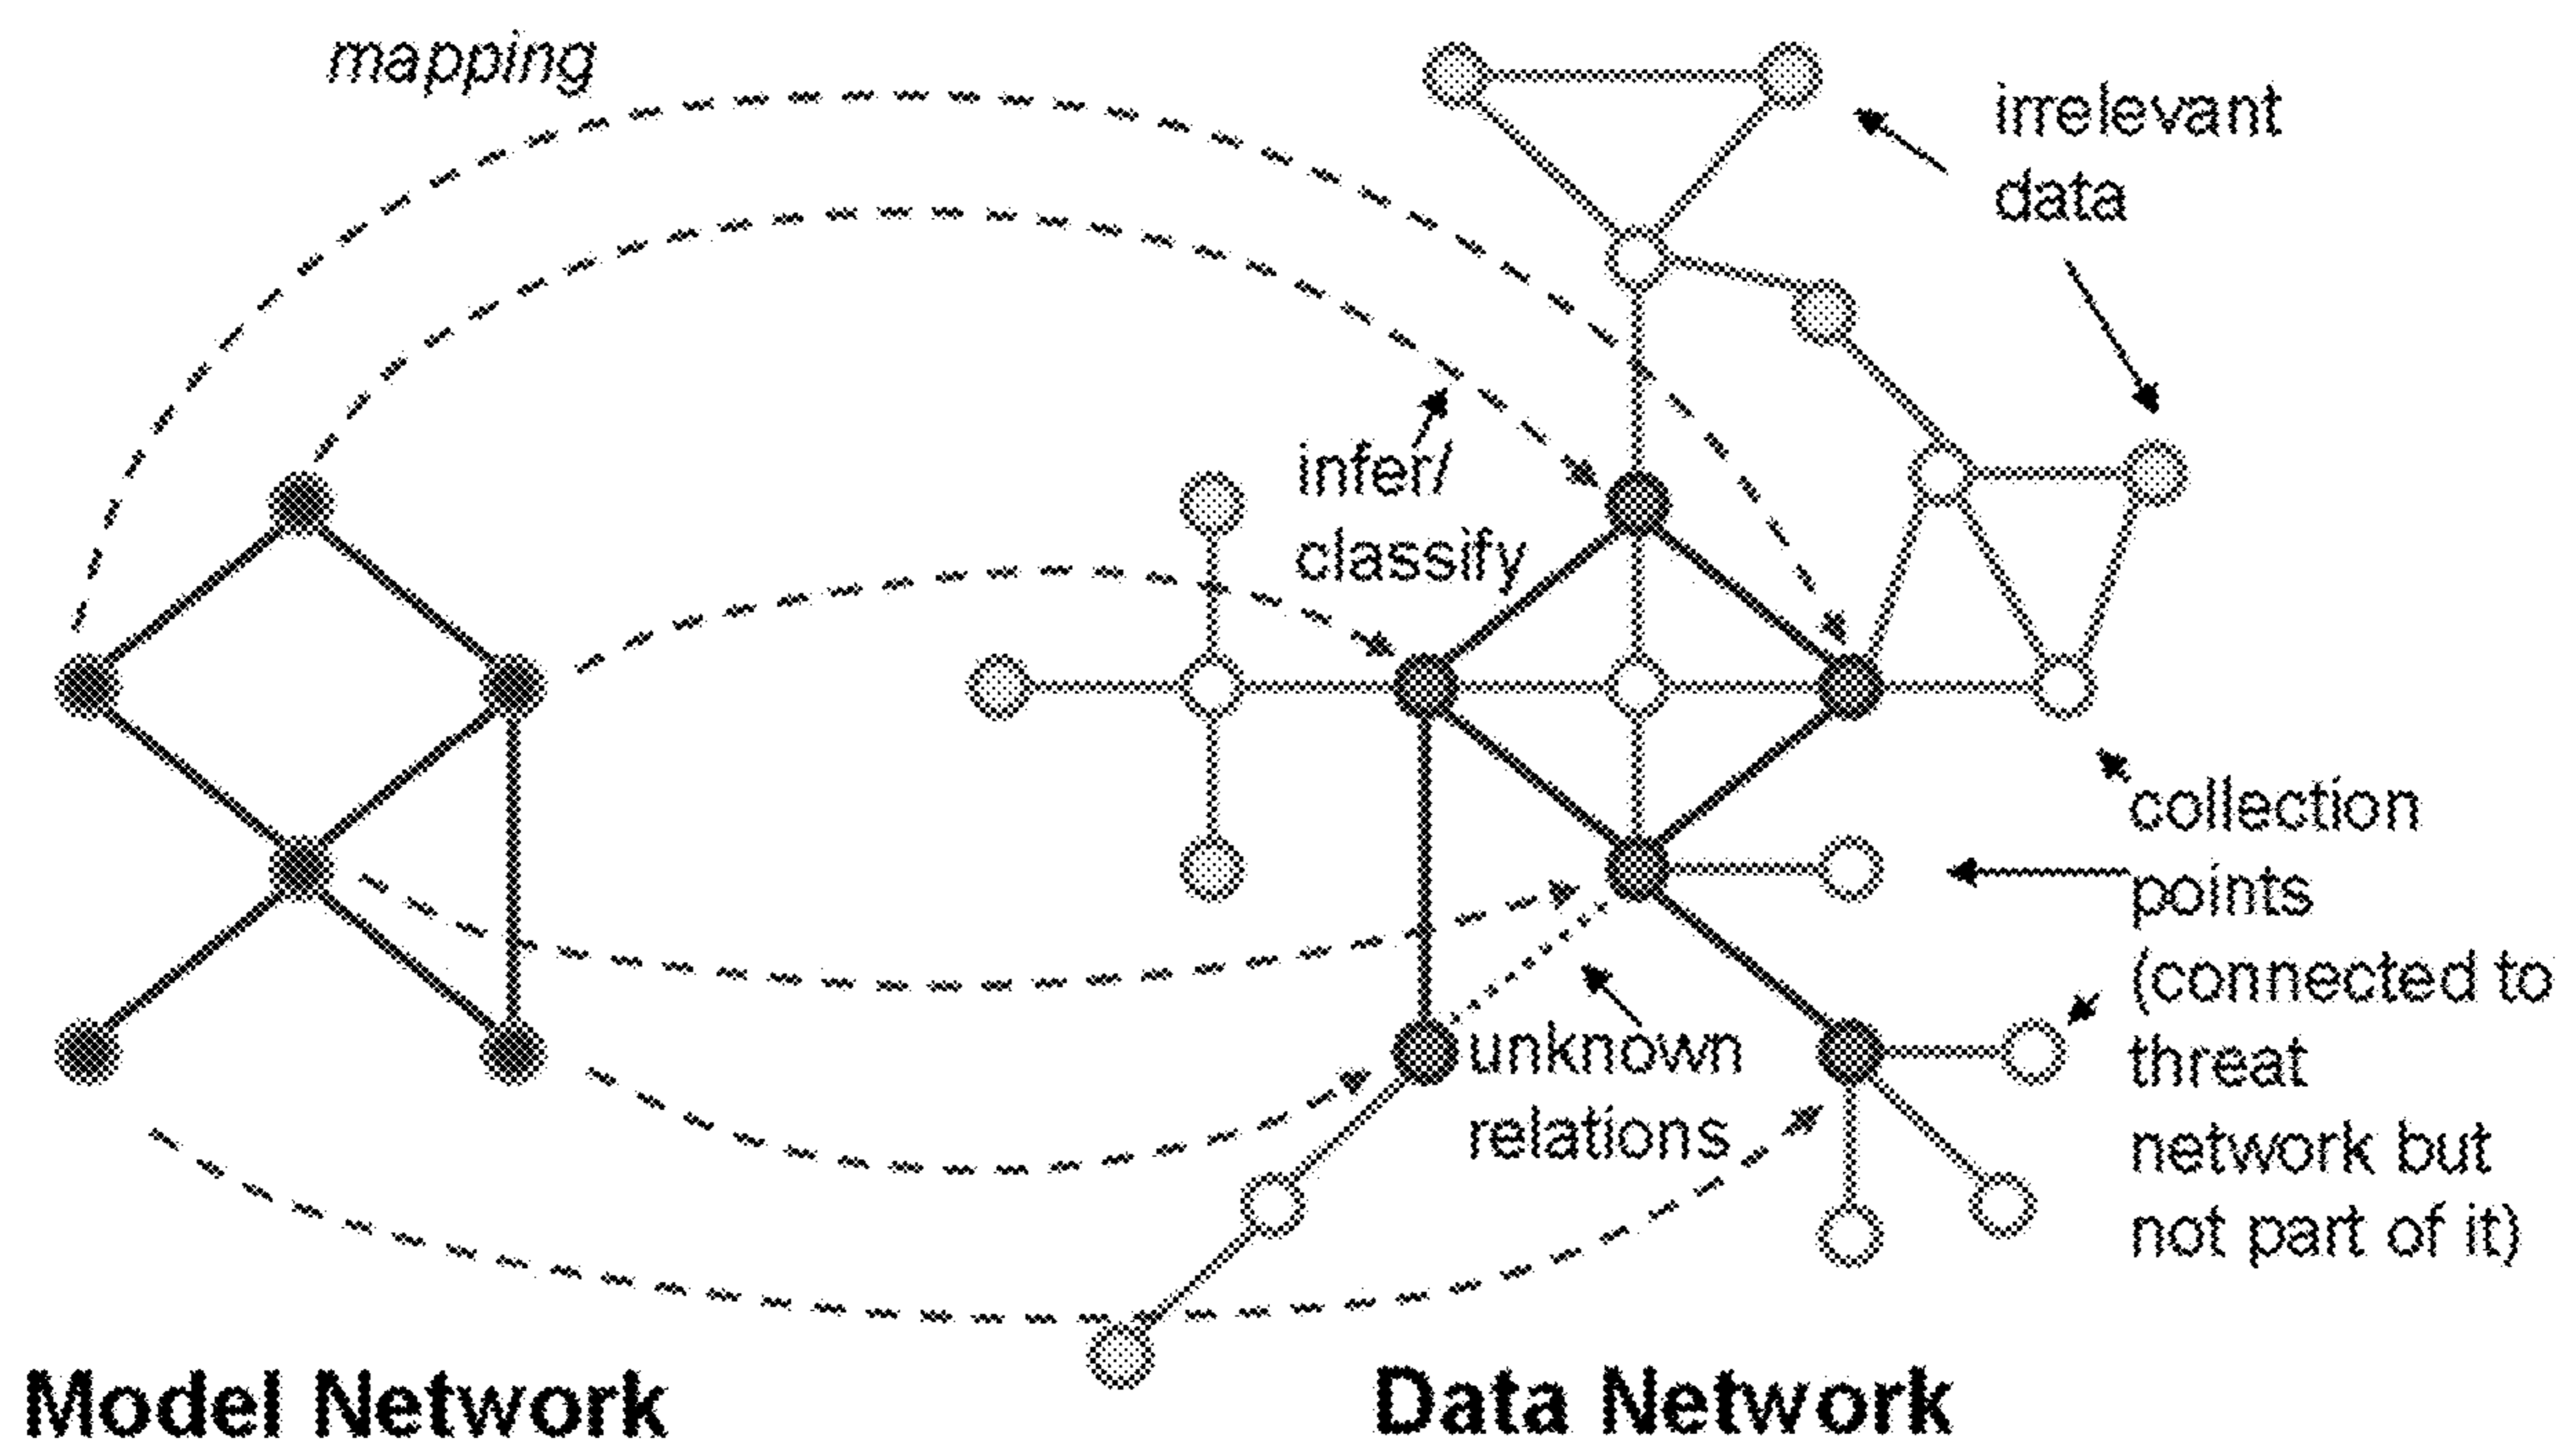 mapping
irrelevant
data
infer/
classify
collection
points
(connected to
threat
network but
not part of it)
unknown
relations
Model Network
Data Network